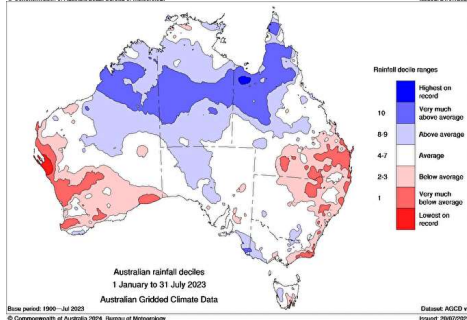 Rainfall decile ranges
Highest on
record
10
Very much
above average
8-9
Above average
4-7
Average
2-3
Below average
1
Very much
below average
Lowest on
record
Australian rainfall deciles
1 January to 31 July 2023
Australian Gridded Climate Data
Base period: 1900—Jul 2023
Dataset: AGCD v
© Commonwealth of Australia 2024, Bureau of Meteorology
Issued: